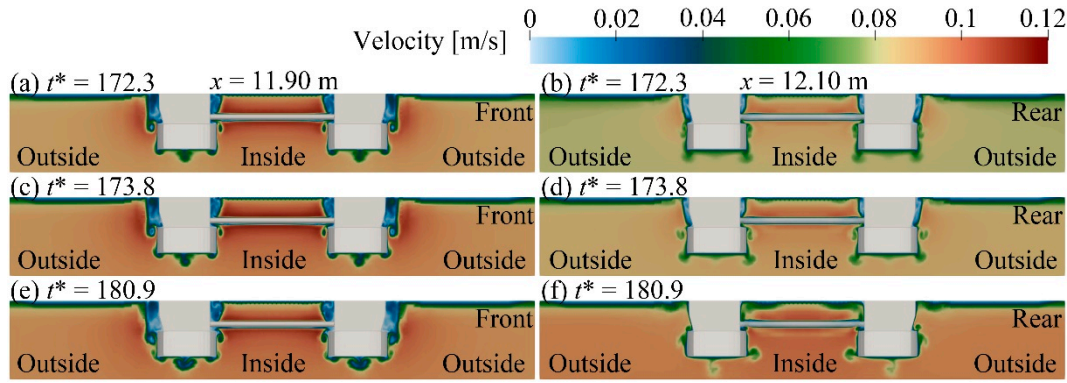 0 0.02 0.04 0.06 0.08 0.1 0.12
Velocity [m/s]
(a) t* = 172.3 x = 11.90 m
Front
Outside Inside Outside
(b) t* = 172.3 x = 12.10 m
Rear
Outside Inside Outside
(c) t* = 173.8
Front
Outside Inside Outside
(d) t* = 173.8
Rear
Outside Inside Outside
(e) t* = 180.9
Front
Outside Inside Outside
(f) t* = 180.9
Rear
Outside Inside Outside